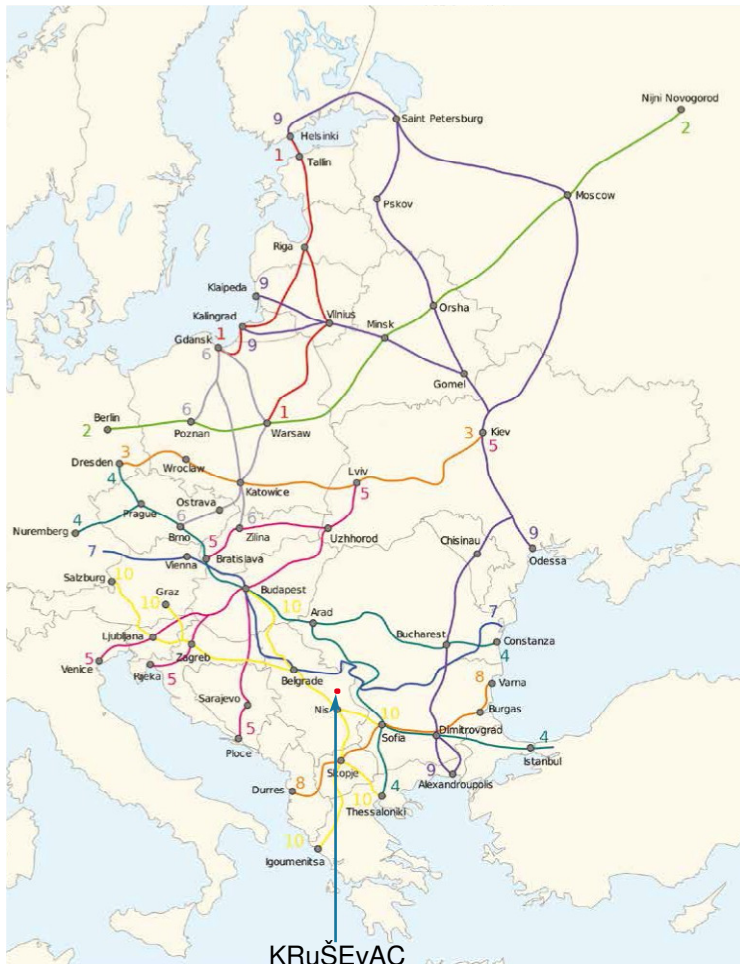 Nijni Novogorod
2
9
Saint Petersburg
Helsinki
1
Tallin
Moscow
Pskov
Riga
Klaipeda
9
Kalingrad
Vilnius
Orsha
1
Gdansk
6
9
Minsk
Gomel
Berlin
6
1
2
Poznan
Warsaw
3
Kiev
5
Dresden
3
Wroclaw
Lviv
4
Katowice
5
Ostrava
Prague
4
6
6
Nuremberg
Brno
Zilina
Uzhhorod
5
Chisinau
9
7
Bratislava
Odessa
Vienna
Salzburg
10
Budapest
Graz
10
10
Arad
7
Ljubljana
Bucharest
Constanza
4
Zagreb
Venice
5
Rjeka
5
Belgrade
8
Varna
Sarajevo
Nis
10
Burgas
5
Sofia
Dimitrovgrad
Ploce
4
Istanbul
Skopje
9
Durres
8
10
4
Alexandroupolis
Thessaloniki
10
Igoumenitsa
KRuŠEvAC